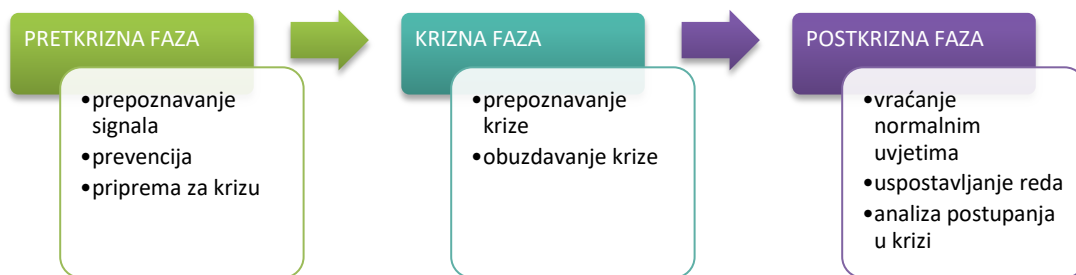 PRETKRIZNA FAZA
•prepoznavanje
signala
•prevencija
•priprema za krizu
KRIZNA FAZA
•prepoznavanje
krize
•obuzdavanje krize
POSTKRIZNA FAZA
•vraćanje
normalnim
uvjetima
•uspostavljanje reda
•analiza postupanja
u krizi